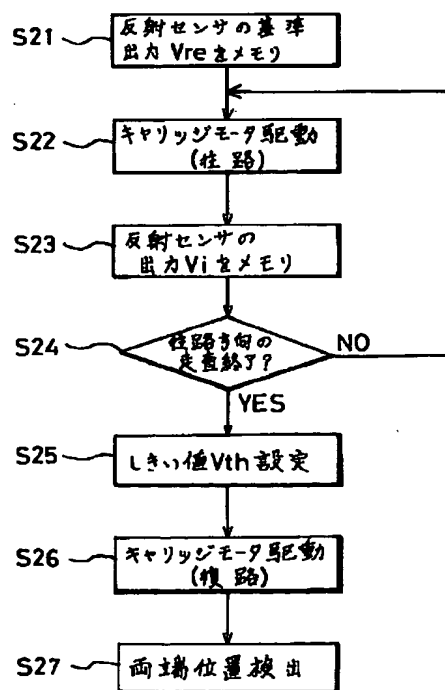 S21
反射センサの基準
出力Vreをメモリ
S22
キャリッジモータ駆動
(往路)
S23
反射センサの
出力Viをメモリ
S24
往路方向の
走査終了?
NO
YES
S25
しきい値Vth設定
S26
キャリッジモータ駆動
(復路)
S27
両端位置検出